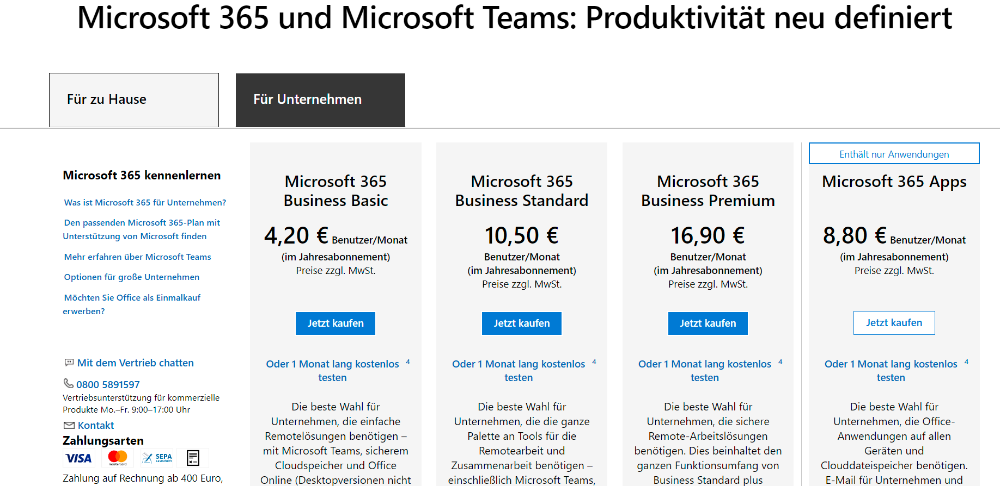 Microsoft 365 und Microsoft Teams: Produktivität neu definiert
Für zu Hause
Für Unternehmen
Microsoft 365 kennenlernen
Was ist Microsoft 365 für Unternehmen?
Den passenden Microsoft 365-Plan mit
Unterstützung von Microsoft finden
Mehr erfahren über Microsoft Teams
Optionen für große Unternehmen
Möchten Sie Office als Einmalkauf
erwerben?
Mit dem Vertrieb chatten
0800 5891597
Vertriebsunterstützung für kommerzielle
Produkte Mo.–Fr. 9:00–17:00 Uhr
Kontakt
Zahlungsarten
VISA
mastercard
SEPA
Lastschrift
Zahlung auf Rechnung ab 400 Euro,
Microsoft 365
Business Basic
4,20 € Benutzer/Monat
(im Jahresabonnement)
Preise zzgl. MwSt.
Jetzt kaufen
Oder 1 Monat lang kostenlos 4
testen
Die beste Wahl für
Unternehmen, die einfache
Remotelösungen benötigen –
mit Microsoft Teams, sicherem
Cloudspeicher und Office
Online (Desktopversionen nicht
Microsoft 365
Business Standard
10,50 €
Benutzer/Monat
(im Jahresabonnement)
Preise zzgl. MwSt.
Jetzt kaufen
Oder 1 Monat lang kostenlos 4
testen
Die beste Wahl für
Unternehmen, die die ganze
Palette an Tools für die
Remotearbeit und
Zusammenarbeit benötigen –
einschließlich Microsoft Teams,
Microsoft 365
Business Premium
16,90 €
Benutzer/Monat
(im Jahresabonnement)
Preise zzgl. MwSt.
Jetzt kaufen
Oder 1 Monat lang kostenlos 4
testen
Die beste Wahl für
Unternehmen, die sichere
Remote-Arbeitslösungen
benötigen. Dies beinhaltet den
ganzen Funktionsumfang von
Business Standard plus
Enthält nur Anwendungen
Microsoft 365 Apps
8,80 € Benutzer/Monat
(im Jahresabonnement)
Preise zzgl. MwSt.
Jetzt kaufen
Oder 1 Monat lang kostenlos 4
testen
Die beste Wahl für
Unternehmen, die Office-
Anwendungen auf allen
Geräten und
Clouddateispeicher benötigen.
E-Mail für Unternehmen und